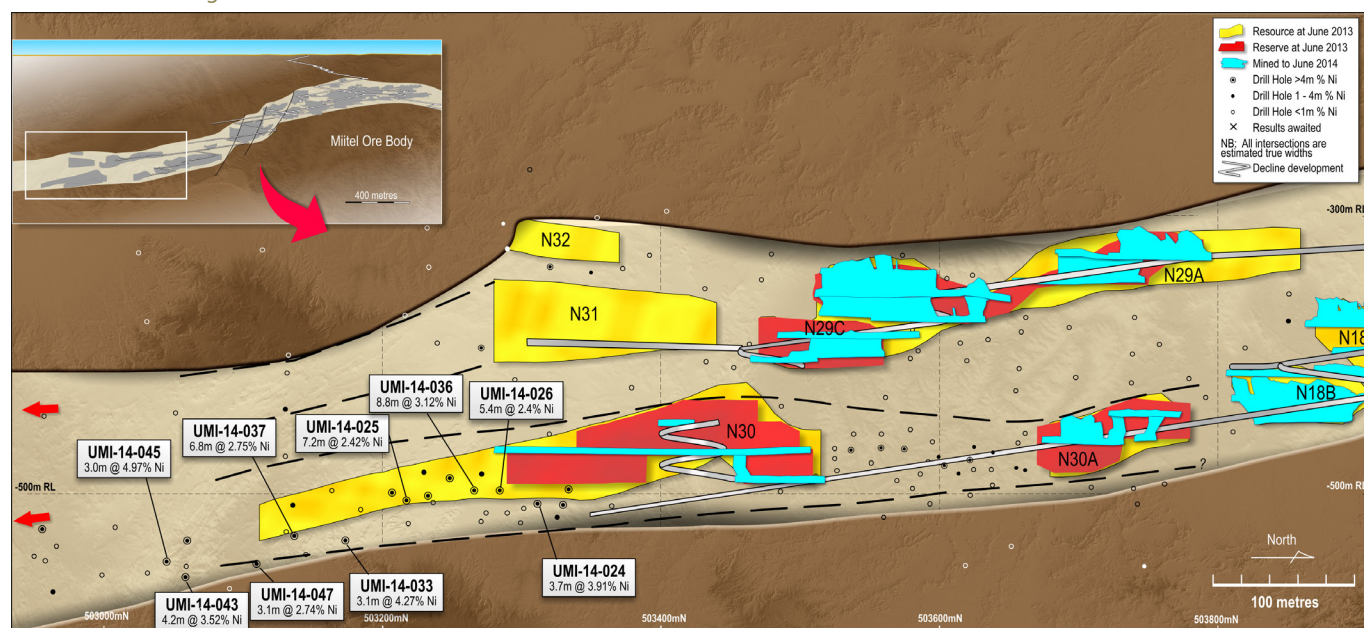 Miitel Ore Body
400 metres
Resource at June 2013
Reserve at June 2013
Mined to June 2014
Drill Hole >4m % Ni
Drill Hole 1 - 4m % Ni
Drill Hole <1m % Ni
Results awaited
NB: All intersections are
estimated true widths
Decline development
-300m RL
N32
N31
N29C
N29A
N18
N18B
N30
N30A
?
UMI-14-036
8.8m @ 3.12% Ni
UMI-14-026
5.4m @ 2.4% Ni
UMI-14-037
6.8m @ 2.75% Ni
UMI-14-025
7.2m @ 2.42% Ni
UMI-14-045
3.0m @ 4.97% Ni
-500m RL
-500m RL
UMI-14-043
4.2m @ 3.52% Ni
UMI-14-047
3.1m @ 2.74% Ni
UMI-14-033
3.1m @ 4.27% Ni
UMI-14-024
3.7m @ 3.91% Ni
North
100 metres
503000mN
503200mN
503400mN
503600mN
503800mN